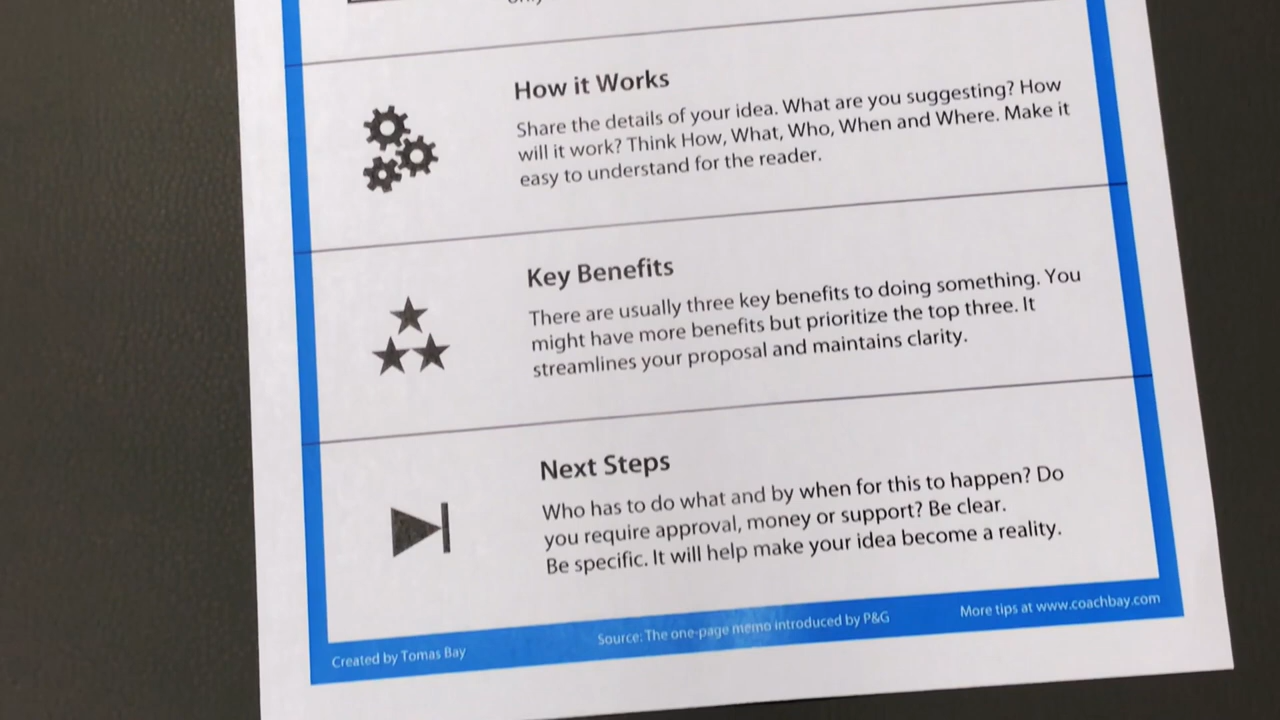 How it Works
Share the details of your idea. What are you suggesting? How
will it work? Think How, What, Who, When and Where. Make it
easy to understand for the reader.
Key Benefits
There are usually three key benefits to doing something. You
might have more benefits but prioritize the top three. It
streamlines your proposal and maintains clarity.
Next Steps
Who has to do what and by when for this to happen? Do
you require approval, money or support? Be clear.
Be specific. It will help make your idea become a reality.
Created by Tomas Bay
Source: The one-page memo introduced by P&G
More tips at www.coachbay.com